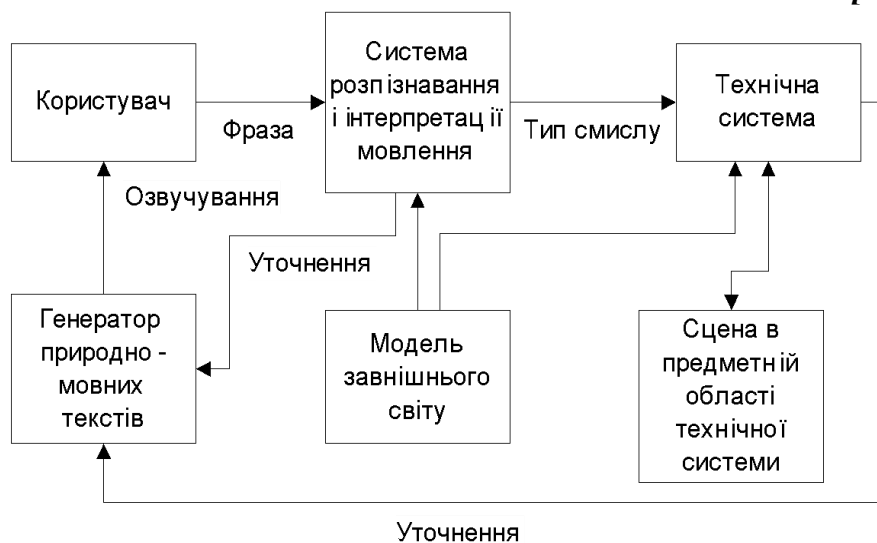 Користувач
Фраза
Система
розпізнавання
і інтерпретац ії
мовлення
Тип смислу
Технічна
система
Озвучування
Уточнення
Генератор
природно -
мовних
текстів
Модель
завнішнього
світу
Сцена в
предметній
області
технічної
системи
Уточнення